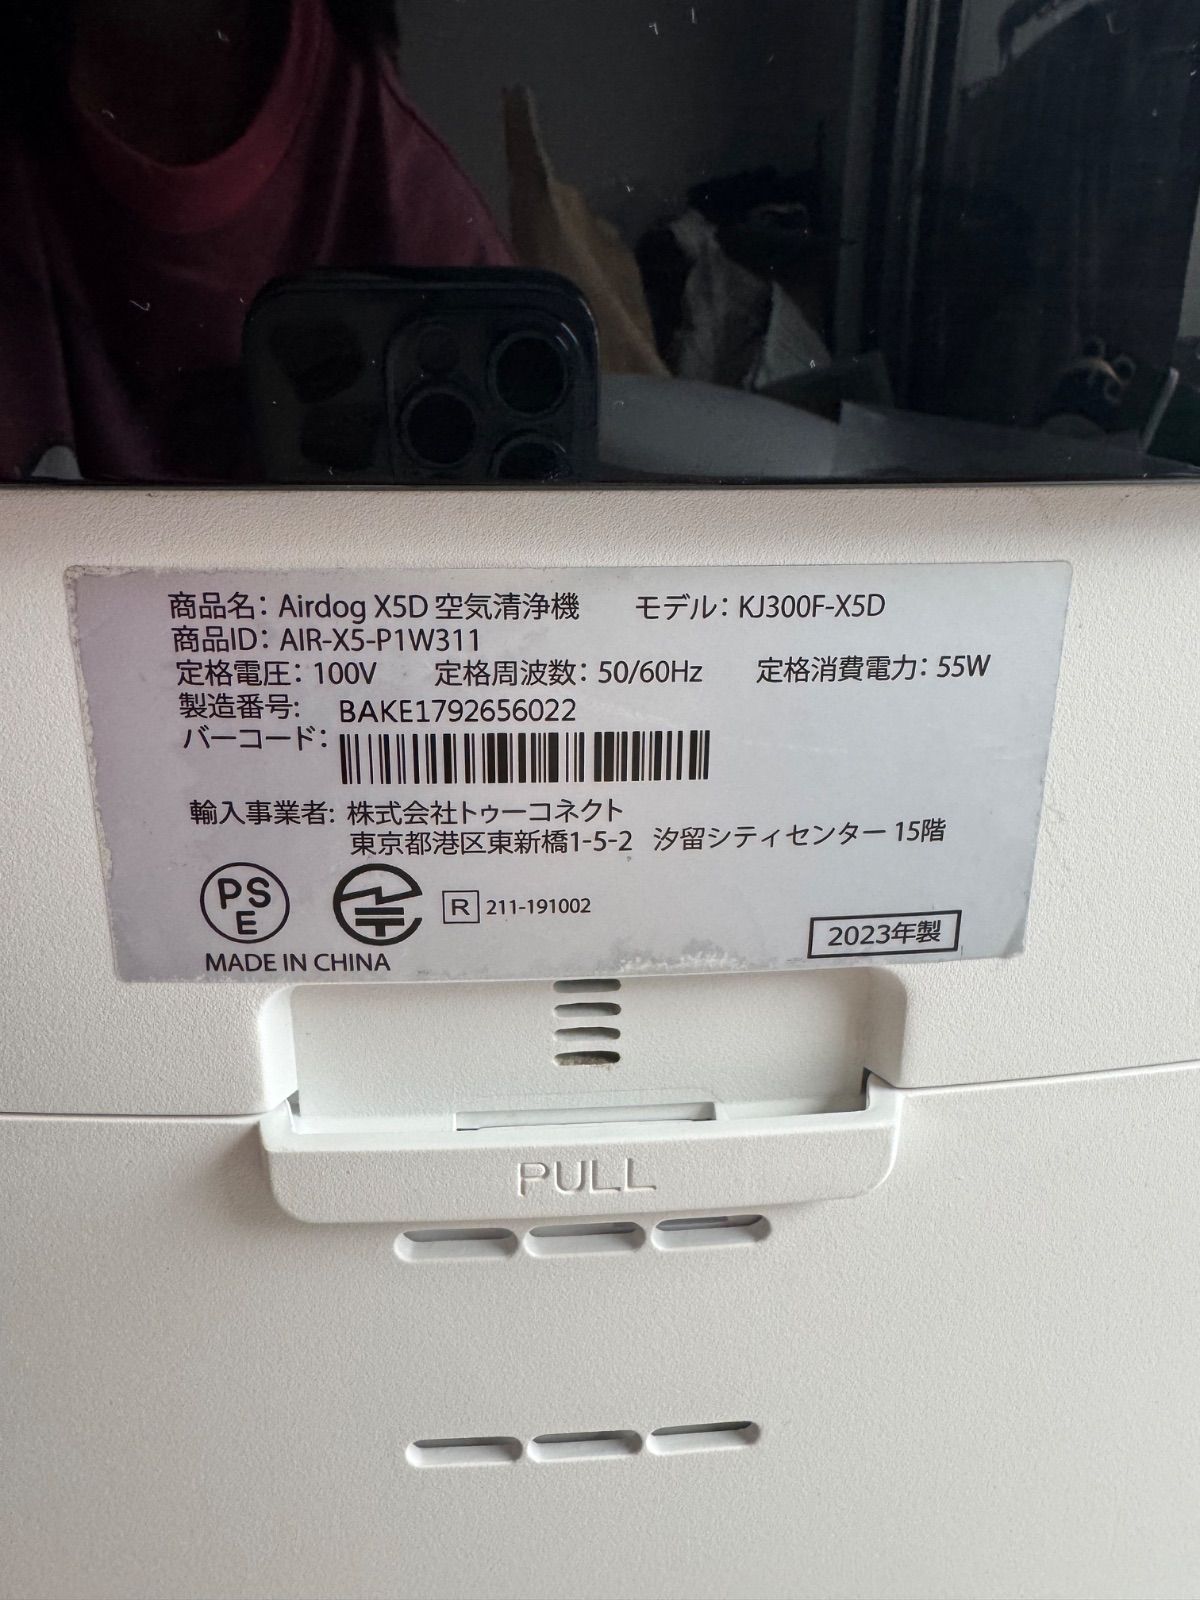 商品名: Airdog X5D 空気清浄機 モデル: KJ300F-X5D
商品ID: AIR-X5-P1W311
定格電圧: 100V 定格周波数: 50/60Hz 定格消費電力: 55W
製造番号: BAKE1792656022
バーコード:
輸入事業者: 株式会社トゥーコネクト
東京都港区東新橋1-5-2 汐留シティセンター 15階
PS
E
R 211-191002
2023年製
MADE IN CHINA
PULL